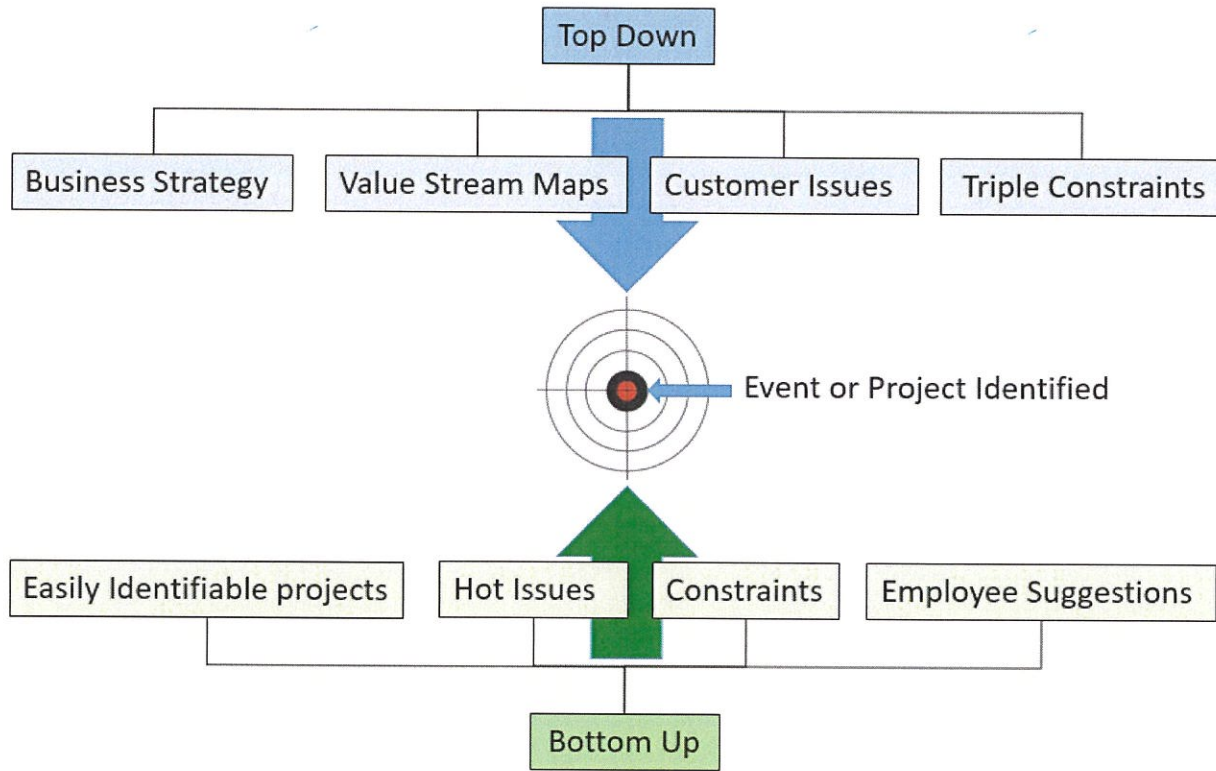 Top Down
Business Strategy
Value Stream Maps
Customer Issues
Triple Constraints
Event or Project Identified
Easily Identifiable projects
Hot Issues
Constraints
Employee Suggestions
Bottom Up